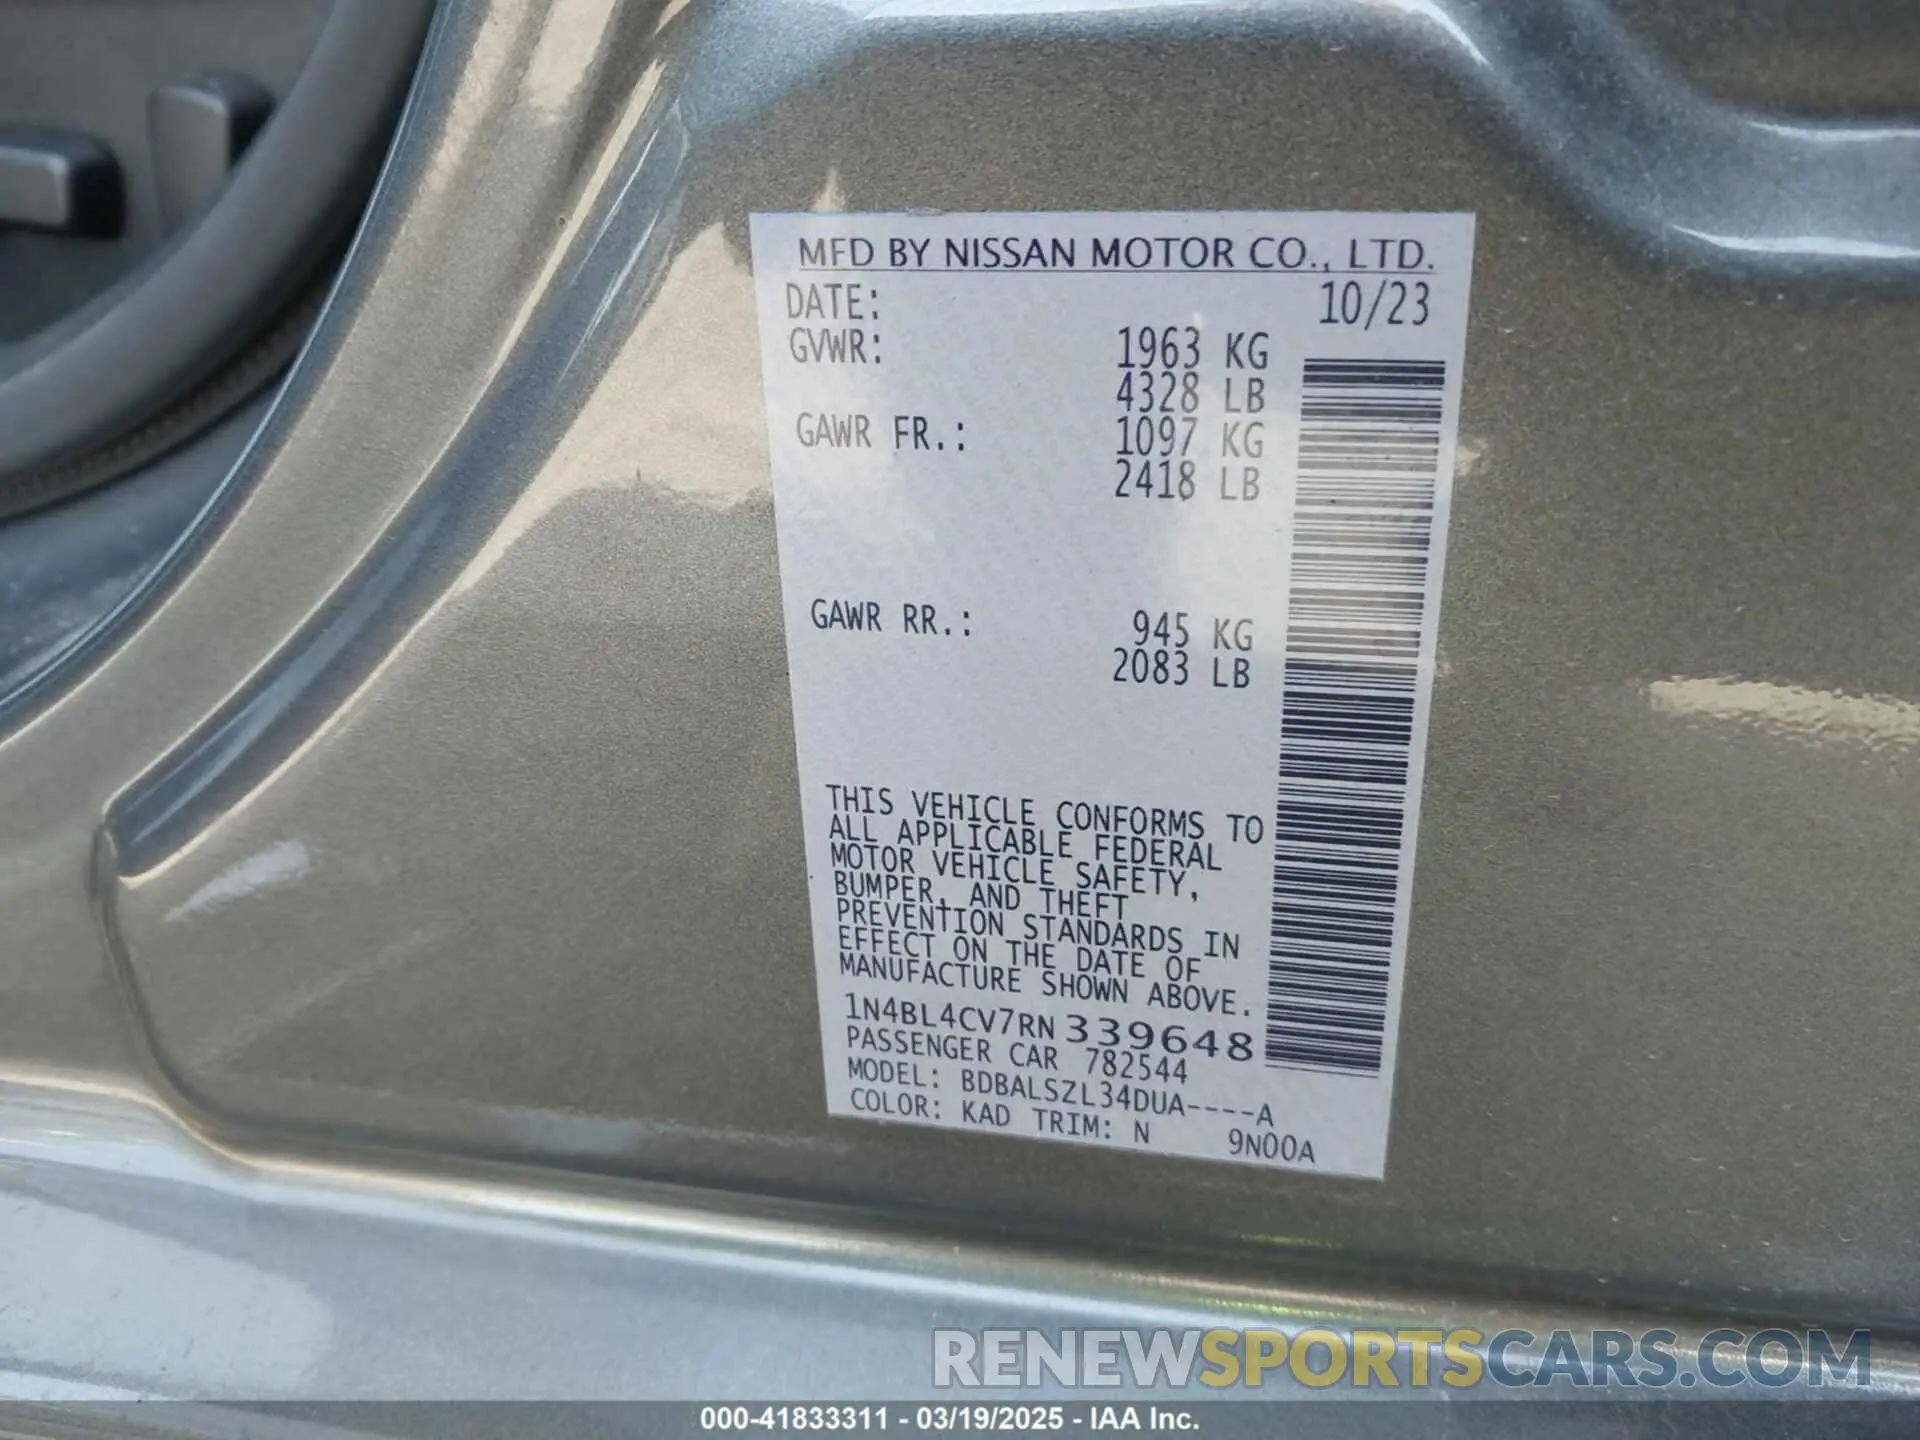 MFD BY NISSAN MOTOR CO., LTD.
DATE: 10/23
GVWR: 1963 KG
4328 LB
GAWR FR.: 1097 KG
2418 LB
GAWR RR.: 945 KG
2083 LB
THIS VEHICLE CONFORMS TO
ALL APPLICABLE FEDERAL
MOTOR VEHICLE SAFETY,
BUMPER, AND THEFT
PREVENTION STANDARDS IN
EFFECT ON THE DATE OF
MANUFACTURE SHOWN ABOVE.
1N4BL4CV7RN339648
PASSENGER CAR 782544
MODEL: BDBALSZL34DUA----A
COLOR: KAD TRIM: N 9N00A
RENEWSPORTSCARS.COM
000-41833311 - 03/19/2025 - IAA Inc.